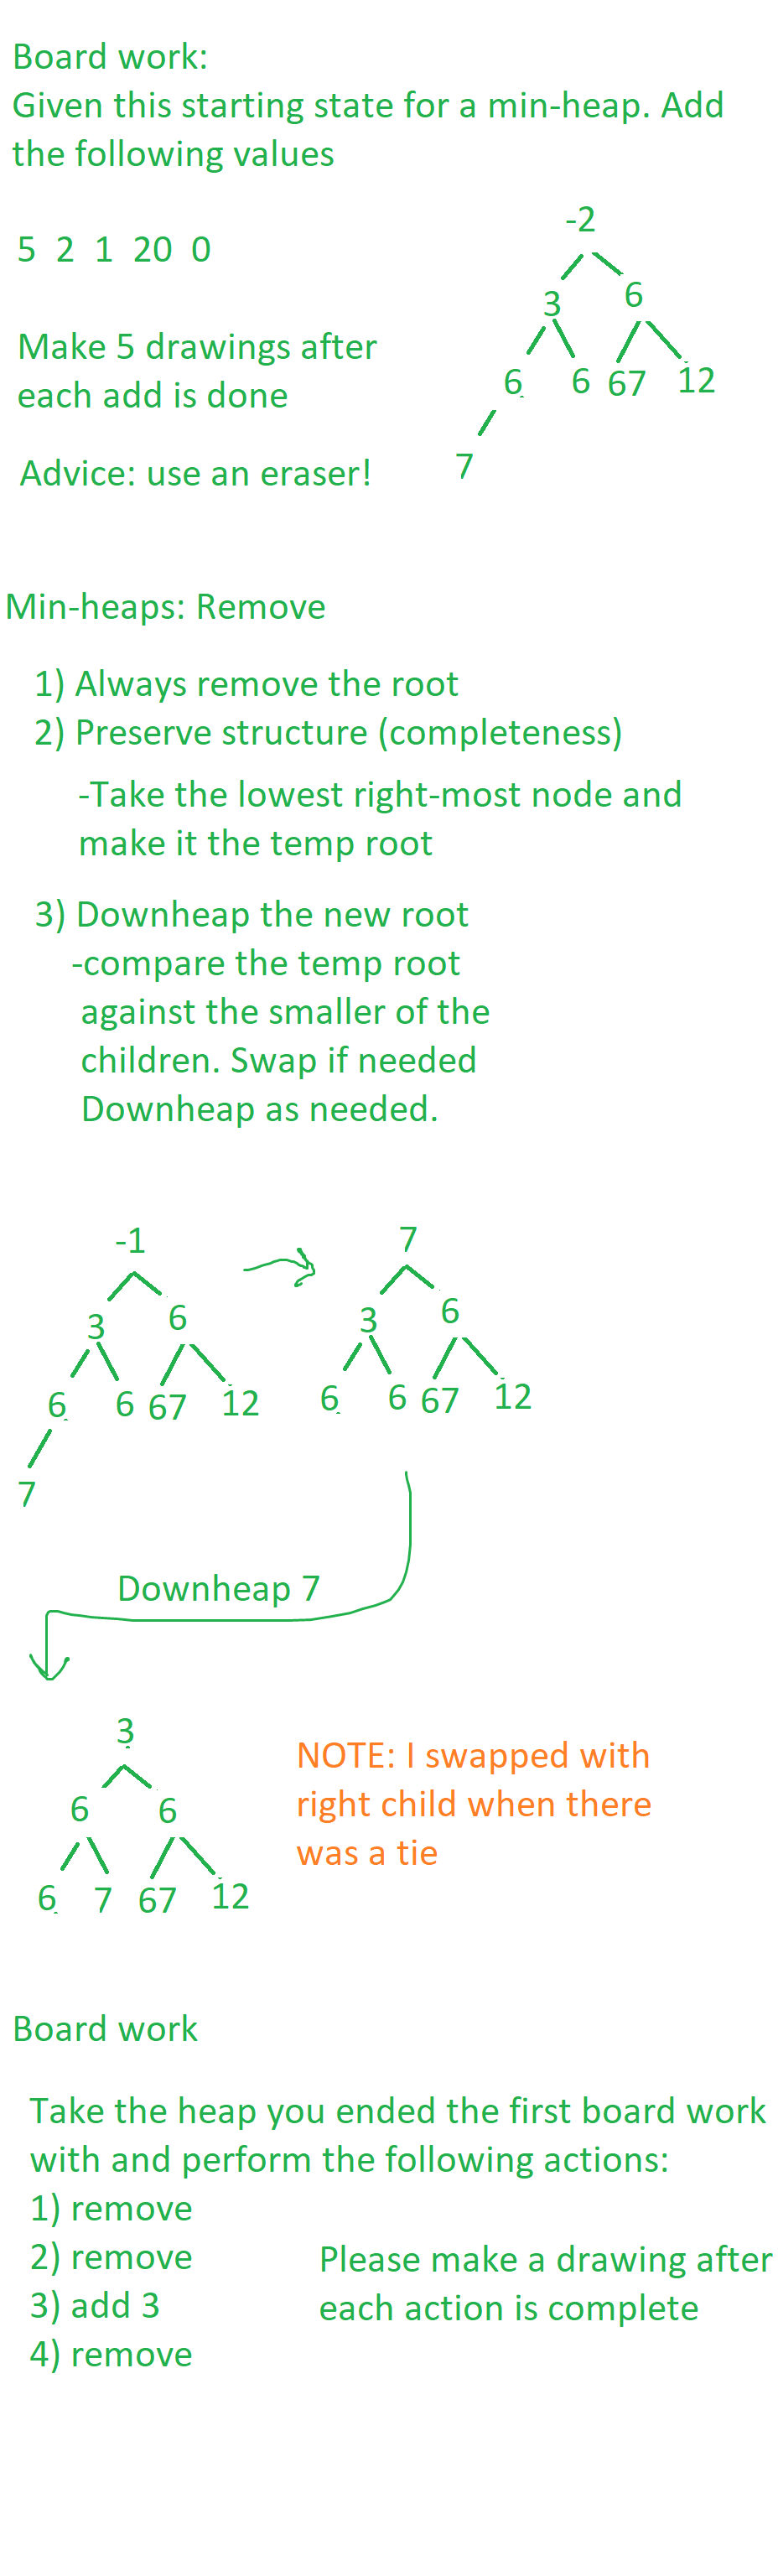 Board work:
Given this starting state for a min-heap. Add
the following values
5 2 1 20 0
Make 5 drawings after
each add is done
Advice: use an eraser!
-2
3 6
6 6 67 12
7
Min-heaps: Remove
1) Always remove the root
2) Preserve structure (completeness)
-Take the lowest right-most node and
make it the temp root
3) Downheap the new root
-compare the temp root
against the smaller of the
children. Swap if needed
Downheap as needed.
-1
3 6
6 6 67 12
7
7
3 6
6 6 67 12
Downheap 7
3
6 6
6 7 67 12
NOTE: I swapped with
right child when there
was a tie
Board work
Take the heap you ended the first board work
with and perform the following actions:
1) remove
2) remove
3) add 3
4) remove
Please make a drawing after
each action is complete